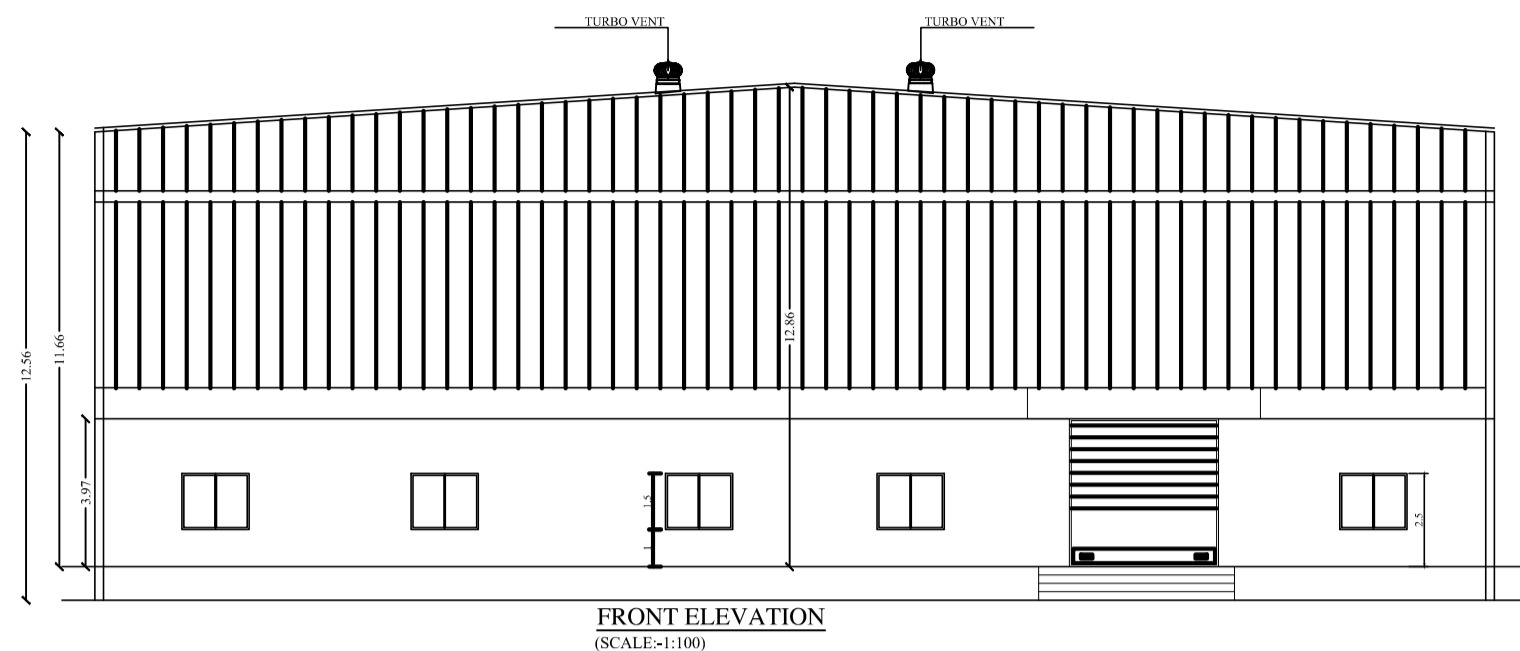 TURBO VENT
TURBO VENT
12.56
11.66
12.86
3.97
1.5
1
2.5
FRONT ELEVATION
(SCALE:-1:100)